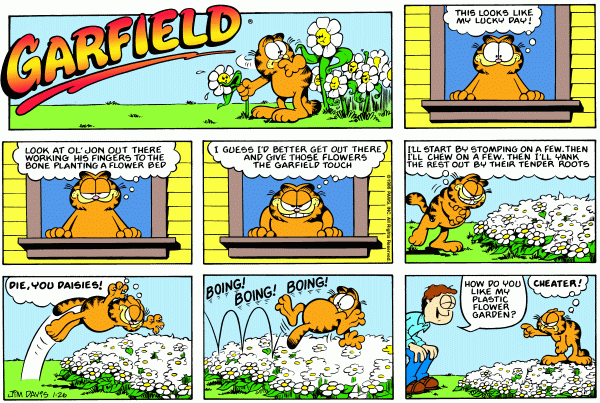 GARFIELD
®
THIS LOOKS LIKE
MY LUCKY DAY!
LOOK AT OL' JON OUT THERE
WORKING HIS FINGERS TO THE
BONE PLANTING A FLOWER BED
I GUESS I'D BETTER GET OUT THERE
AND GIVE THOSE FLOWERS
THE GARFIELD TOUCH
I'LL START BY STOMPING ON A FEW. THEN
I'LL CHEW ON A FEW. THEN I'LL YANK
THE REST OUT BY THEIR TENDER ROOTS
DIE, YOU DAISIES!
JIM DAVIS 1-26
BOING!
BOING!
BOING!
HOW DO YOU
LIKE MY
PLASTIC
FLOWER
GARDEN?
CHEATER!